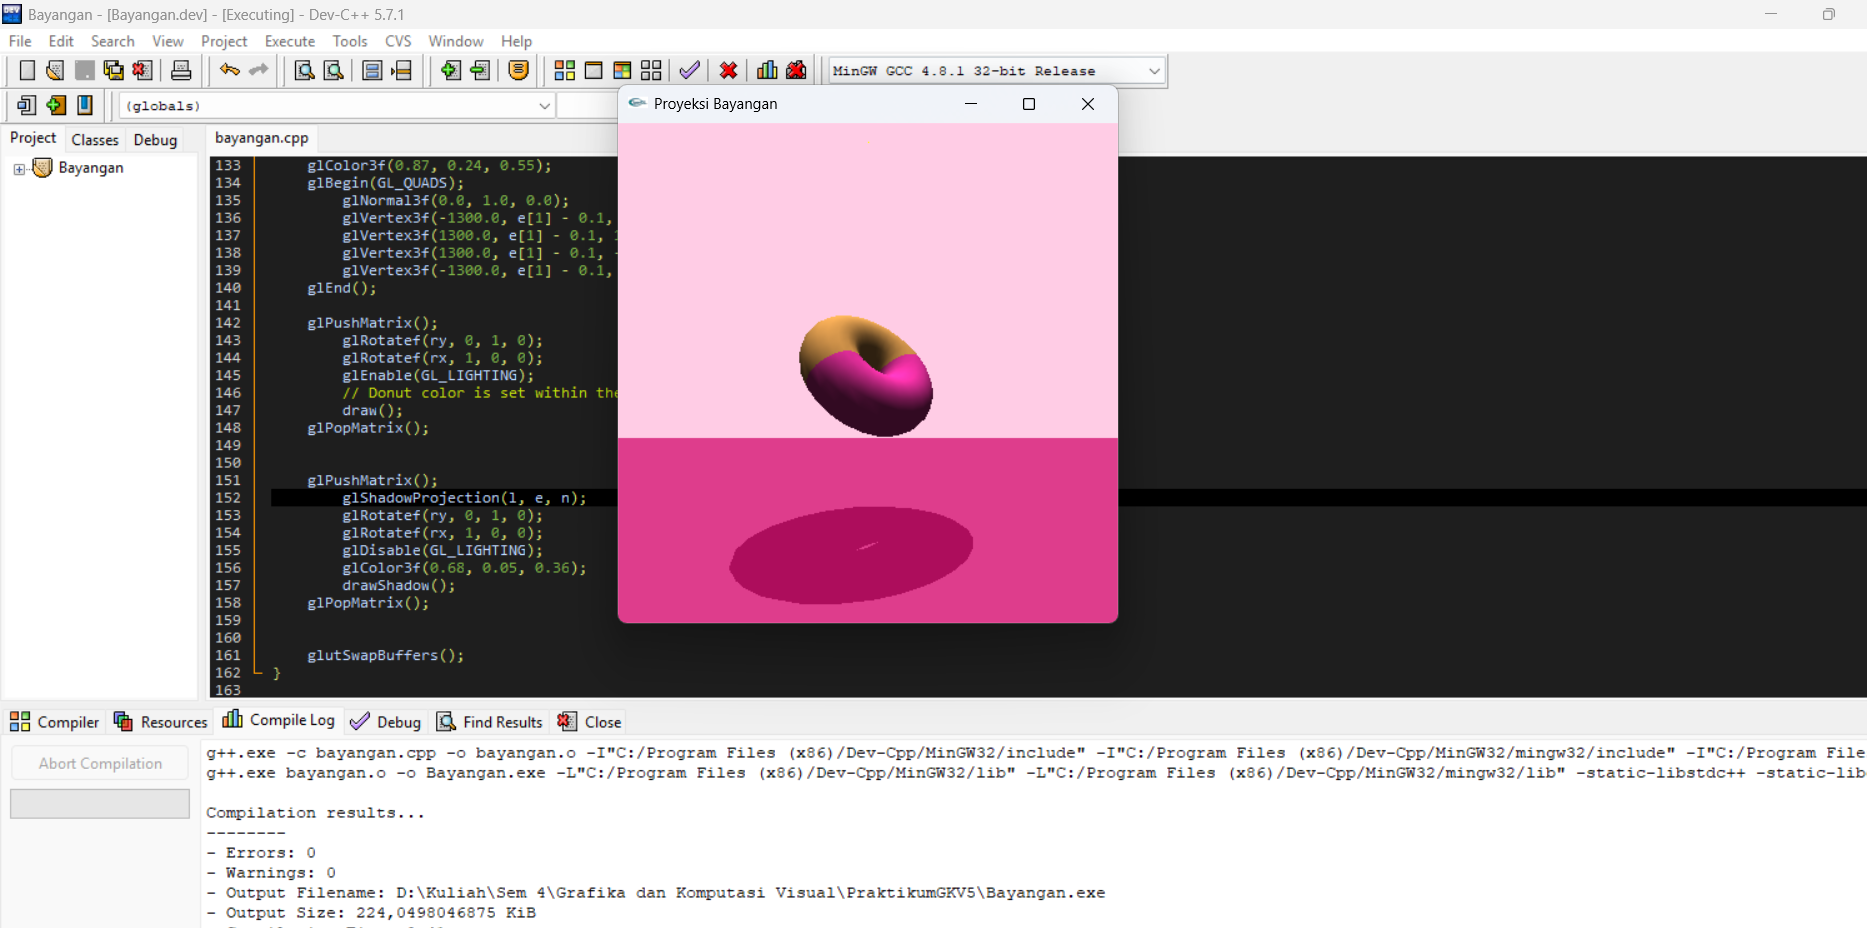 Bayangan - [Bayangan.dev] - [Executing] - Dev-C++ 5.7.1
File Edit Search View Project Execute Tools CVS Window Help
MinGW GCC 4.8.1 32-bit Release
(globals)
Proyeksi Bayangan
Project Classes Debug
bayangan.cpp
Bayangan
133 glColor3f(0.87, 0.24, 0.55);
134 glBegin(GL_QUADS);
135 glNormal3f(0.0, 1.0, 0.0);
136 glVertex3f(-1300.0, e[1] - 0.1,
137 glVertex3f(1300.0, e[1] - 0.1,
138 glVertex3f(1300.0, e[1] - 0.1,
139 glVertex3f(-1300.0, e[1] - 0.1,
140 glEnd();
141
142 glPushMatrix();
143 glRotatef(ry, 0, 1, 0);
144 glRotatef(rx, 1, 0, 0);
145 glEnable(GL_LIGHTING);
146 // Donut color is set within the
147 draw();
148 glPopMatrix();
149
150
151 glPushMatrix();
152 glShadowProjection(l, e, n);
153 glRotatef(ry, 0, 1, 0);
154 glRotatef(rx, 1, 0, 0);
155 glDisable(GL_LIGHTING);
156 glColor3f(0.68, 0.05, 0.36);
157 drawShadow();
158 glPopMatrix();
159
160
161 glutSwapBuffers();
162 }
163
Compiler Resources Compile Log Debug Find Results Close
Abort Compilation
g++.exe -c bayangan.cpp -o bayangan.o -I"C:/Program Files (x86)/Dev-Cpp/MinGW32/include" -I"C:/Program Files (x86)/Dev-Cpp/MinGW32/mingw32/include" -I"C:/Program File
g++.exe bayangan.o -o Bayangan.exe -L"C:/Program Files (x86)/Dev-Cpp/MinGW32/lib" -L"C:/Program Files (x86)/Dev-Cpp/MinGW32/mingw32/lib" -static-libstdc++ -static-lib
Compilation results...
--------
- Errors: 0
- Warnings: 0
- Output Filename: D:\Kuliah\Sem 4\Grafika dan Komputasi Visual\PraktikumGKV5\Bayangan.exe
- Output Size: 224,0498046875 KiB